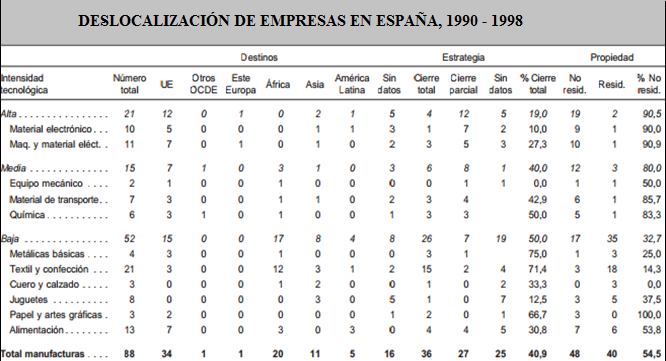 DESLOCALIZACIÓN DE EMPRESAS EN ESPAÑA, 1990 - 1998
Destinos Estrategia Propiedad
Intensidad tecnológica Número total UE Otros OCDE Este Europa África Asia América Latina Sin datos Cierre total Cierre parcial Sin datos % Cierre total No resid. Resid. % No resid.
Alta . . . . . . . . . . . . . . . . 21 12 0 1 0 2 1 5 4 12 5 19,0 19 2 90,5
Material electrónico . . . 10 5 0 0 0 1 1 3 1 7 2 10,0 9 1 90,0
Maq. y material eléct. . . 11 7 0 1 0 1 0 2 3 5 3 27,3 10 1 90,9
Media . . . . . . . . . . . . . . 15 7 1 0 3 1 0 3 6 8 1 40,0 12 3 80,0
Equipo mecánico . . . . . 2 1 0 0 1 0 0 0 0 1 1 0,0 1 1 50,0
Material de transporte. . . 7 3 0 0 1 1 0 2 3 4 42,9 6 1 85,7
Química . . . . . . . . . . . 6 3 1 0 1 0 0 1 3 3 50,0 5 1 83,3
Baja . . . . . . . . . . . . . . . 52 15 0 0 17 8 4 8 26 7 19 50,0 17 35 32,7
Metálicas básicas . . . . 4 3 0 0 1 0 0 0 3 1 75,0 1 3 25,0
Textil y confección . . . . 21 3 0 0 12 3 1 2 15 2 4 71,4 3 18 14,3
Cuero y calzado . . . . . 3 0 0 0 1 2 0 0 1 0 2 33,3 0 3 0,0
Juguetes . . . . . . . . . . 8 0 0 0 0 3 0 5 1 0 7 12,5 3 5 37,5
Papel y artes gráficas . 3 2 0 0 0 0 0 1 2 0 1 66,7 3 0 100,0
Alimentación . . . . . . . . 13 7 0 0 3 0 3 0 4 4 5 30,8 7 6 53,8
Total manufacturas . . . . 88 34 1 1 20 11 5 16 36 27 25 40,9 48 40 54,9